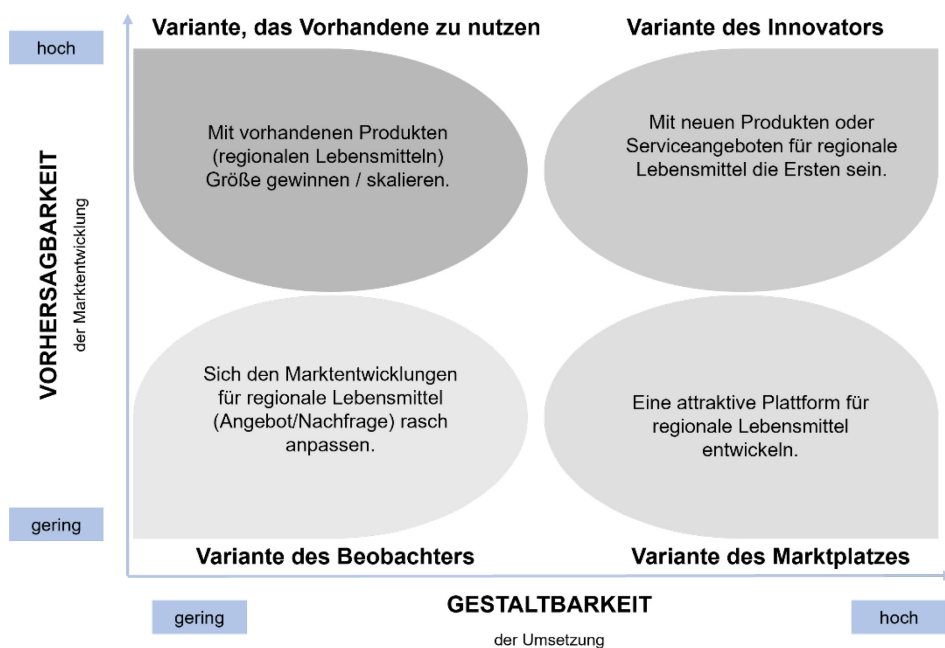 Variante, das Vorhandene zu nutzen
Variante des Innovators
hoch
Mit vorhandenen Produkten
(regionalen Lebensmitteln)
Größe gewinnen / skalieren.
Mit neuen Produkten oder
Serviceangeboten für regionale
Lebensmittel die Ersten sein.
VORHERSAGBARKEIT
der Marktentwicklung
Sich den Marktentwicklungen
für regionale Lebensmittel
(Angebot/Nachfrage) rasch
anpassen.
Eine attraktive Plattform für
regionale Lebensmittel
entwickeln.
gering
Variante des Beobachters
Variante des Marktplatzes
gering
GESTALTBARKEIT
der Umsetzung
hoch